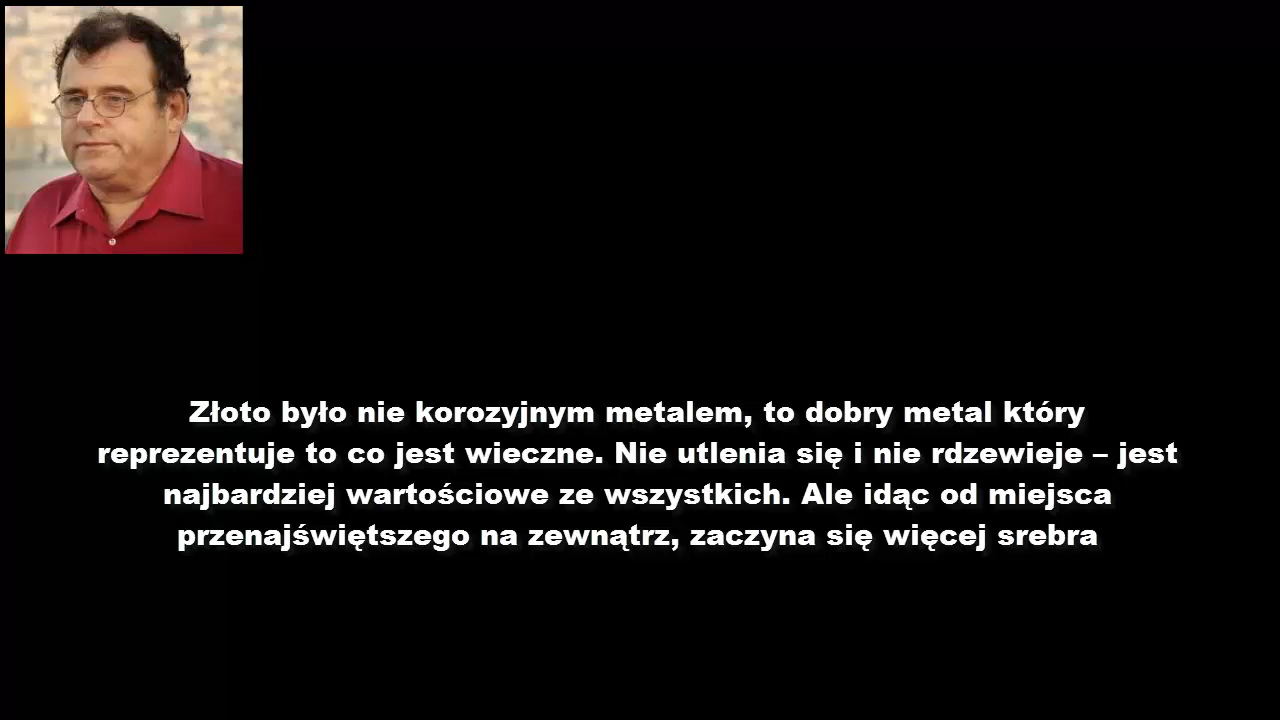 Złoto było nie korozyjnym metalem, to dobry metal który
reprezentuje to co jest wieczne. Nie utlenia się i nie rdzewieje – jest
najbardziej wartościowe ze wszystkich. Ale idąc od miejsca
przenajświętszego na zewnątrz, zaczyna się więcej srebra